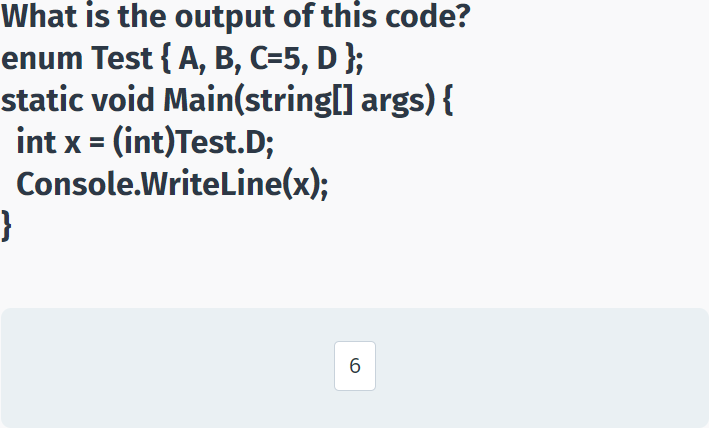 What is the output of this code?
enum Test { A, B, C=5, D };
static void Main(string[] args) {
int x = (int)Test.D;
Console.WriteLine(x);
}
6